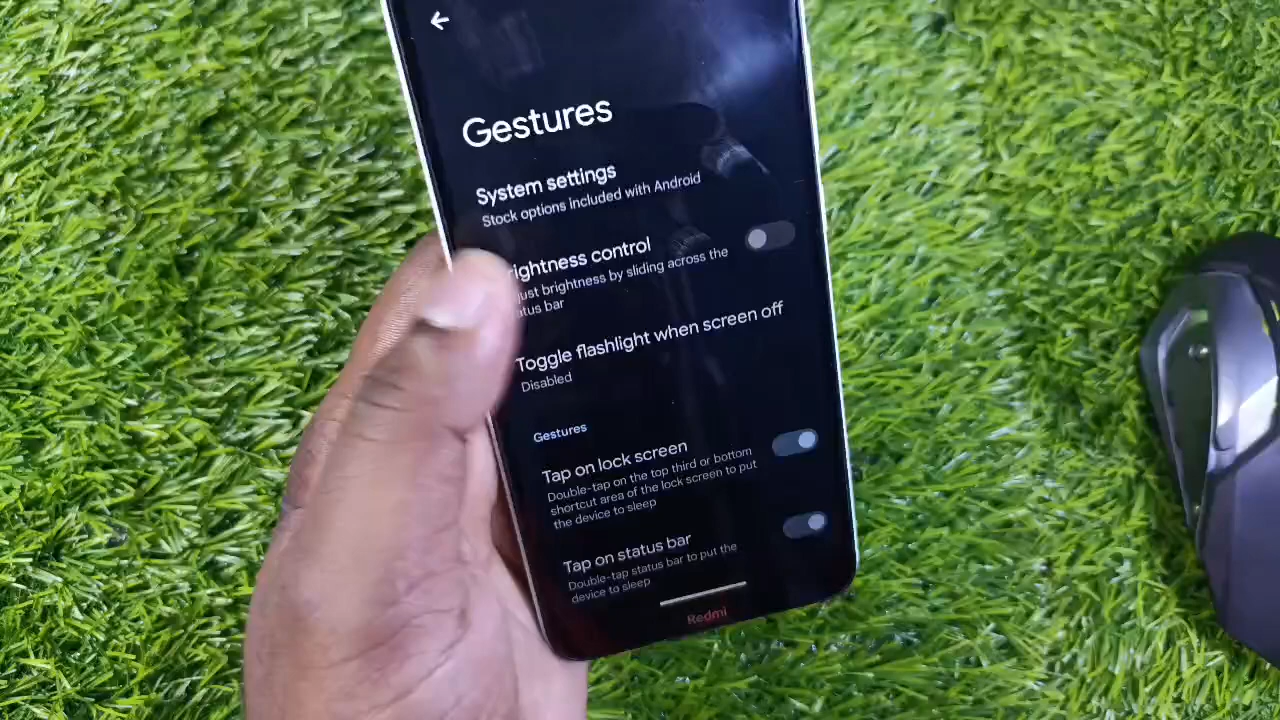 Gestures
System settings
Stock options included with Android
rightness control
just brightness by sliding across the
tus bar
Toggle flashlight when screen off
Disabled
Gestures
Tap on lock screen
Double-tap on the top third or bottom
shortcut area of the lock screen to put
the device to sleep
Tap on status bar
Double-tap status bar to put the
device to sleep
Redmi